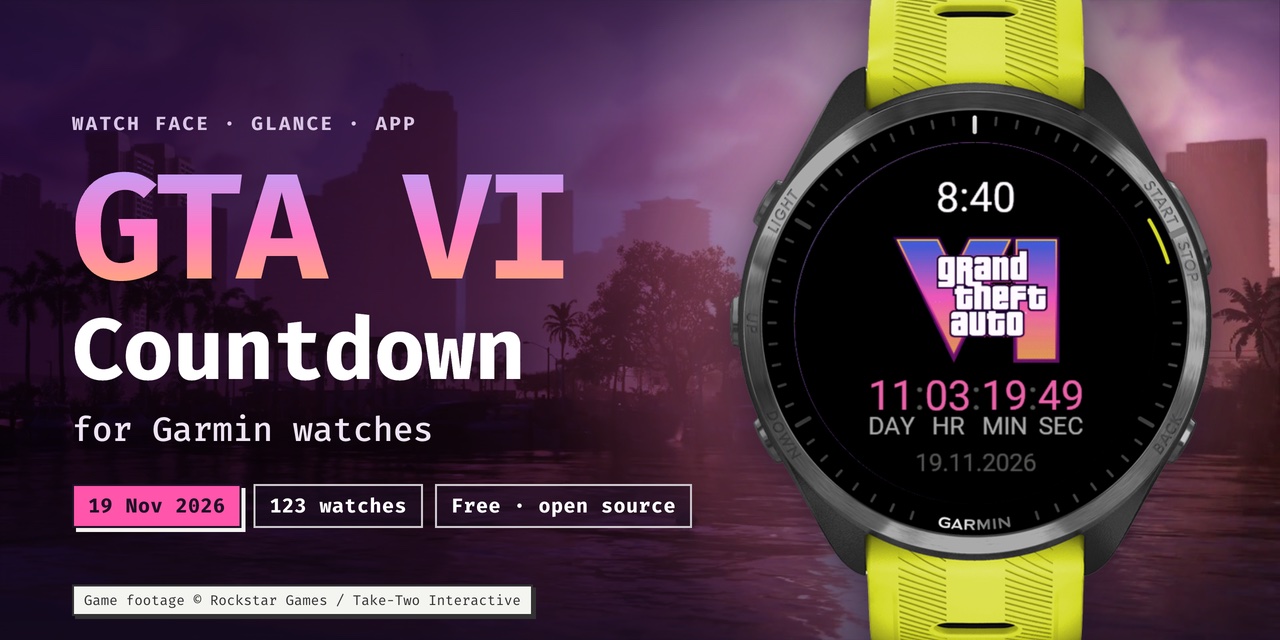 WATCH FACE · GLANCE · APP
GTA VI
Countdown
for Garmin watches
19 Nov 2026
123 watches
Free · open source
Game footage © Rockstar Games / Take-Two Interactive
LIGHT
START
STOP
UP
DOWN
BACK
8:40
VI
grand
theft
auto
11:03:19:49
DAY HR MIN SEC
19.11.2026
GARMIN